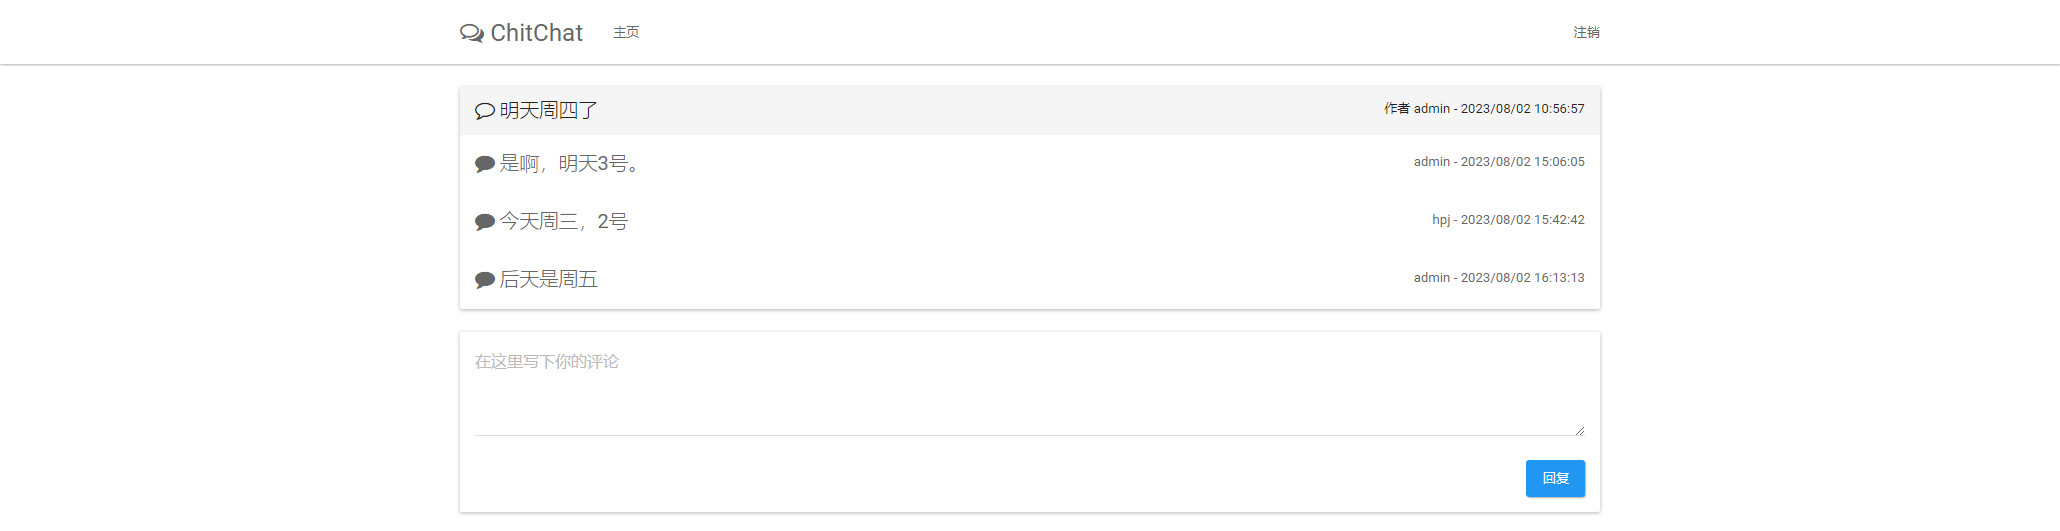 ChitChat 主页 注销
明天周四了 作者 admin - 2023/08/02 10:56:57
是啊，明天3号。 admin - 2023/08/02 15:06:05
今天周三，2号 hpj - 2023/08/02 15:42:42
后天是周五 admin - 2023/08/02 16:13:13
在这里写下你的评论
回复